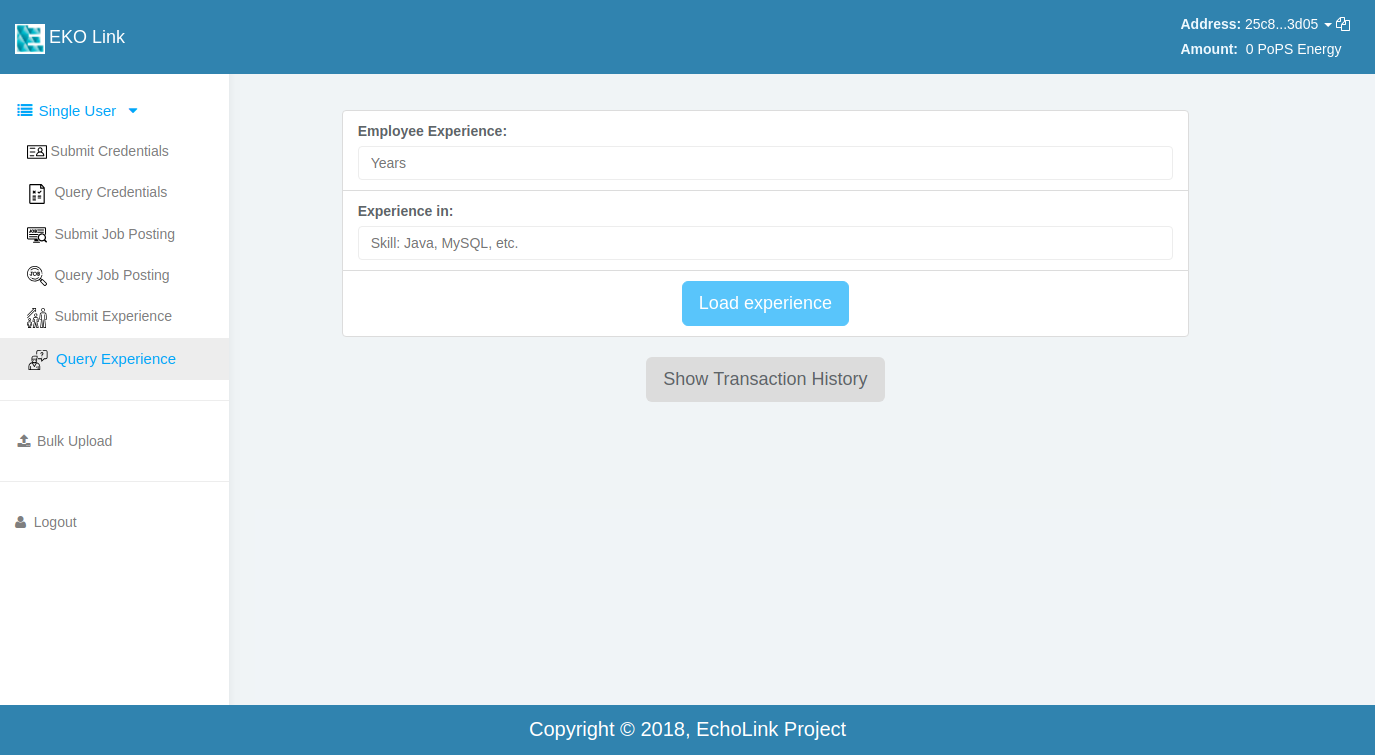 EKO Link
Address: 25c8...3d05
Amount: 0 PoPS Energy
Single User
Submit Credentials
Query Credentials
Submit Job Posting
Query Job Posting
Submit Experience
Query Experience
Bulk Upload
Logout
Employee Experience:
Years
Experience in:
Skill: Java, MySQL, etc.
Load experience
Show Transaction History
Copyright © 2018, EchoLink Project